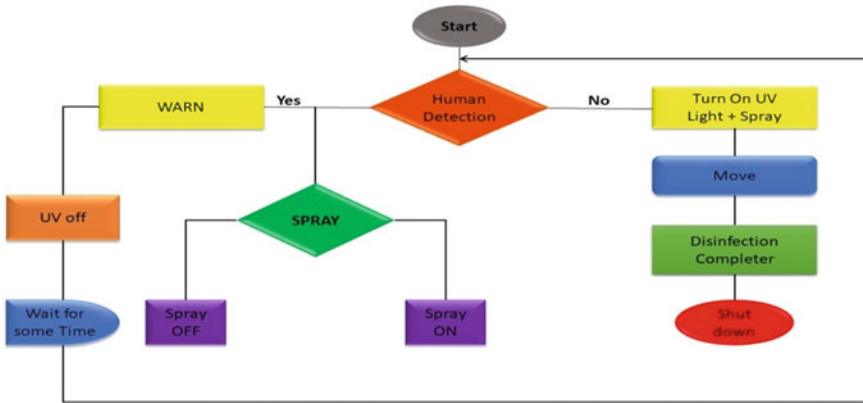 Start
Human
Detection
Yes
No
WARN
Turn On UV
Light + Spray
Move
UV off
SPRAY
Disinfection
Completer
Wait for
some Time
Spray
OFF
Spray
ON
Shut
down